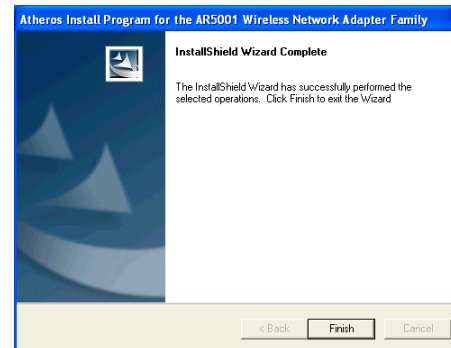 Atheros Install Program for the AR5001 Wireless Network Adapter Family
InstallShield Wizard Complete
The InstallShield Wizard has successfully performed the
selected operations. Click Finish to exit the Wizard
< Back Finish Cancel